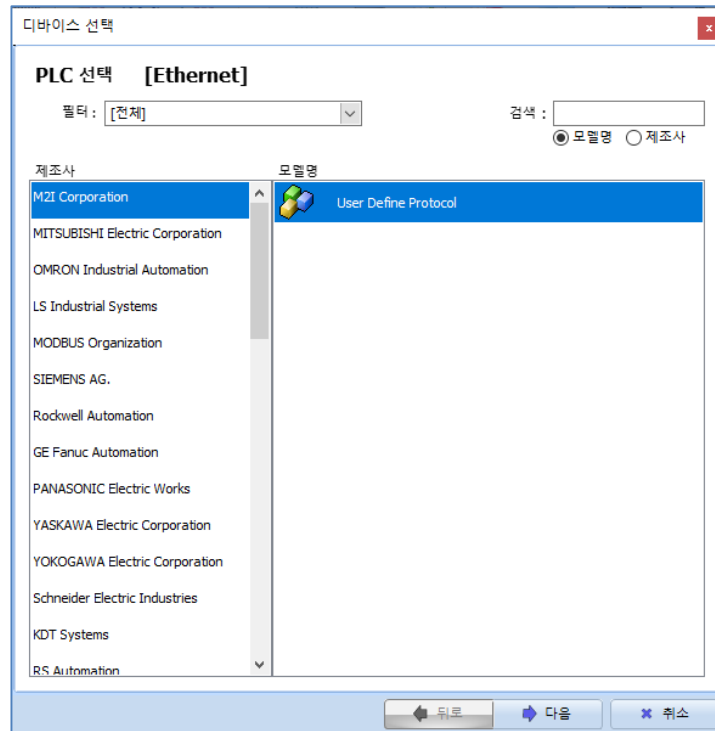 디바이스 선택
x
PLC 선택 [Ethernet]
필터 : [전체]
검색 :
모델명 제조사
제조사
모델명
M2I Corporation
User Define Protocol
MITSUBISHI Electric Corporation
OMRON Industrial Automation
LS Industrial Systems
MODBUS Organization
SIEMENS AG.
Rockwell Automation
GE Fanuc Automation
PANASONIC Electric Works
YASKAWA Electric Corporation
YOKOGAWA Electric Corporation
Schneider Electric Industries
KDT Systems
RS Automation
뒤로 다음 취소